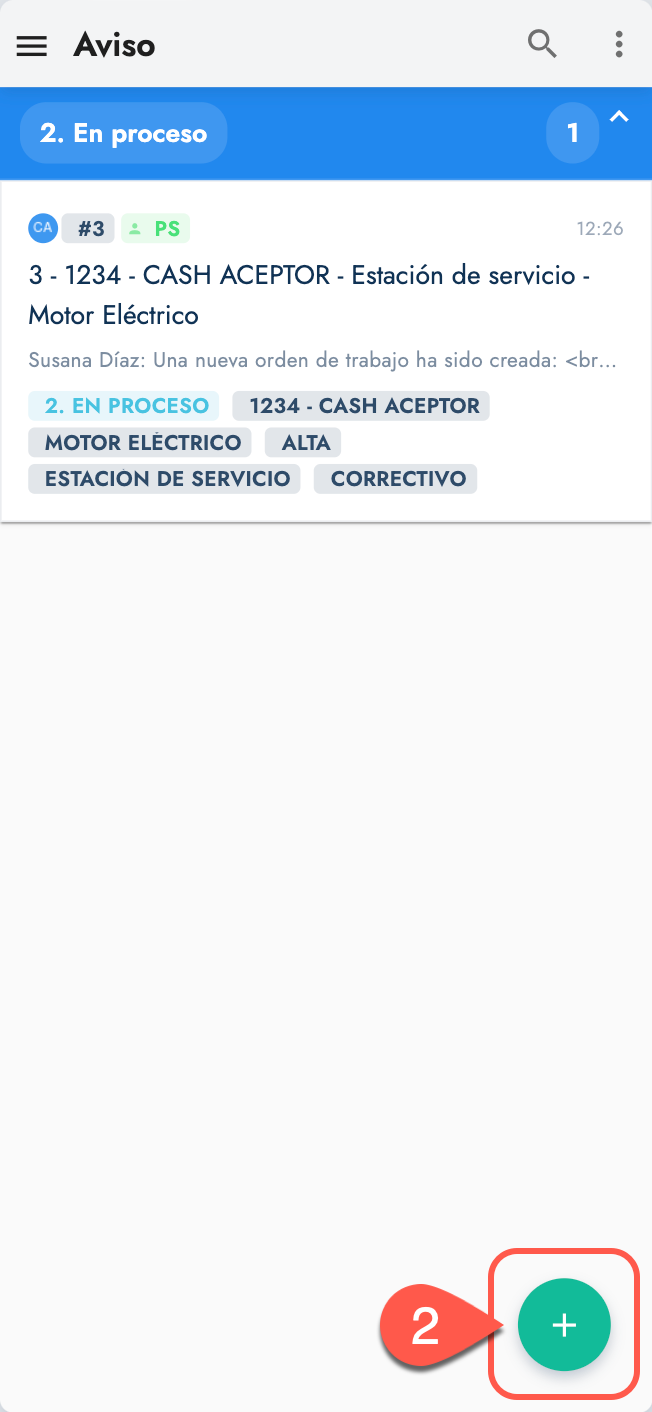 Aviso
2. En proceso 1
CA #3 PS 12:26
3 - 1234 - CASH ACEPTOR - Estación de servicio -
Motor Eléctrico
Susana Díaz: Una nueva orden de trabajo ha sido creada: <br...
2. EN PROCESO 1234 - CASH ACEPTOR
MOTOR ELÉCTRICO ALTA
ESTACIÓN DE SERVICIO CORRECTIVO
2 +